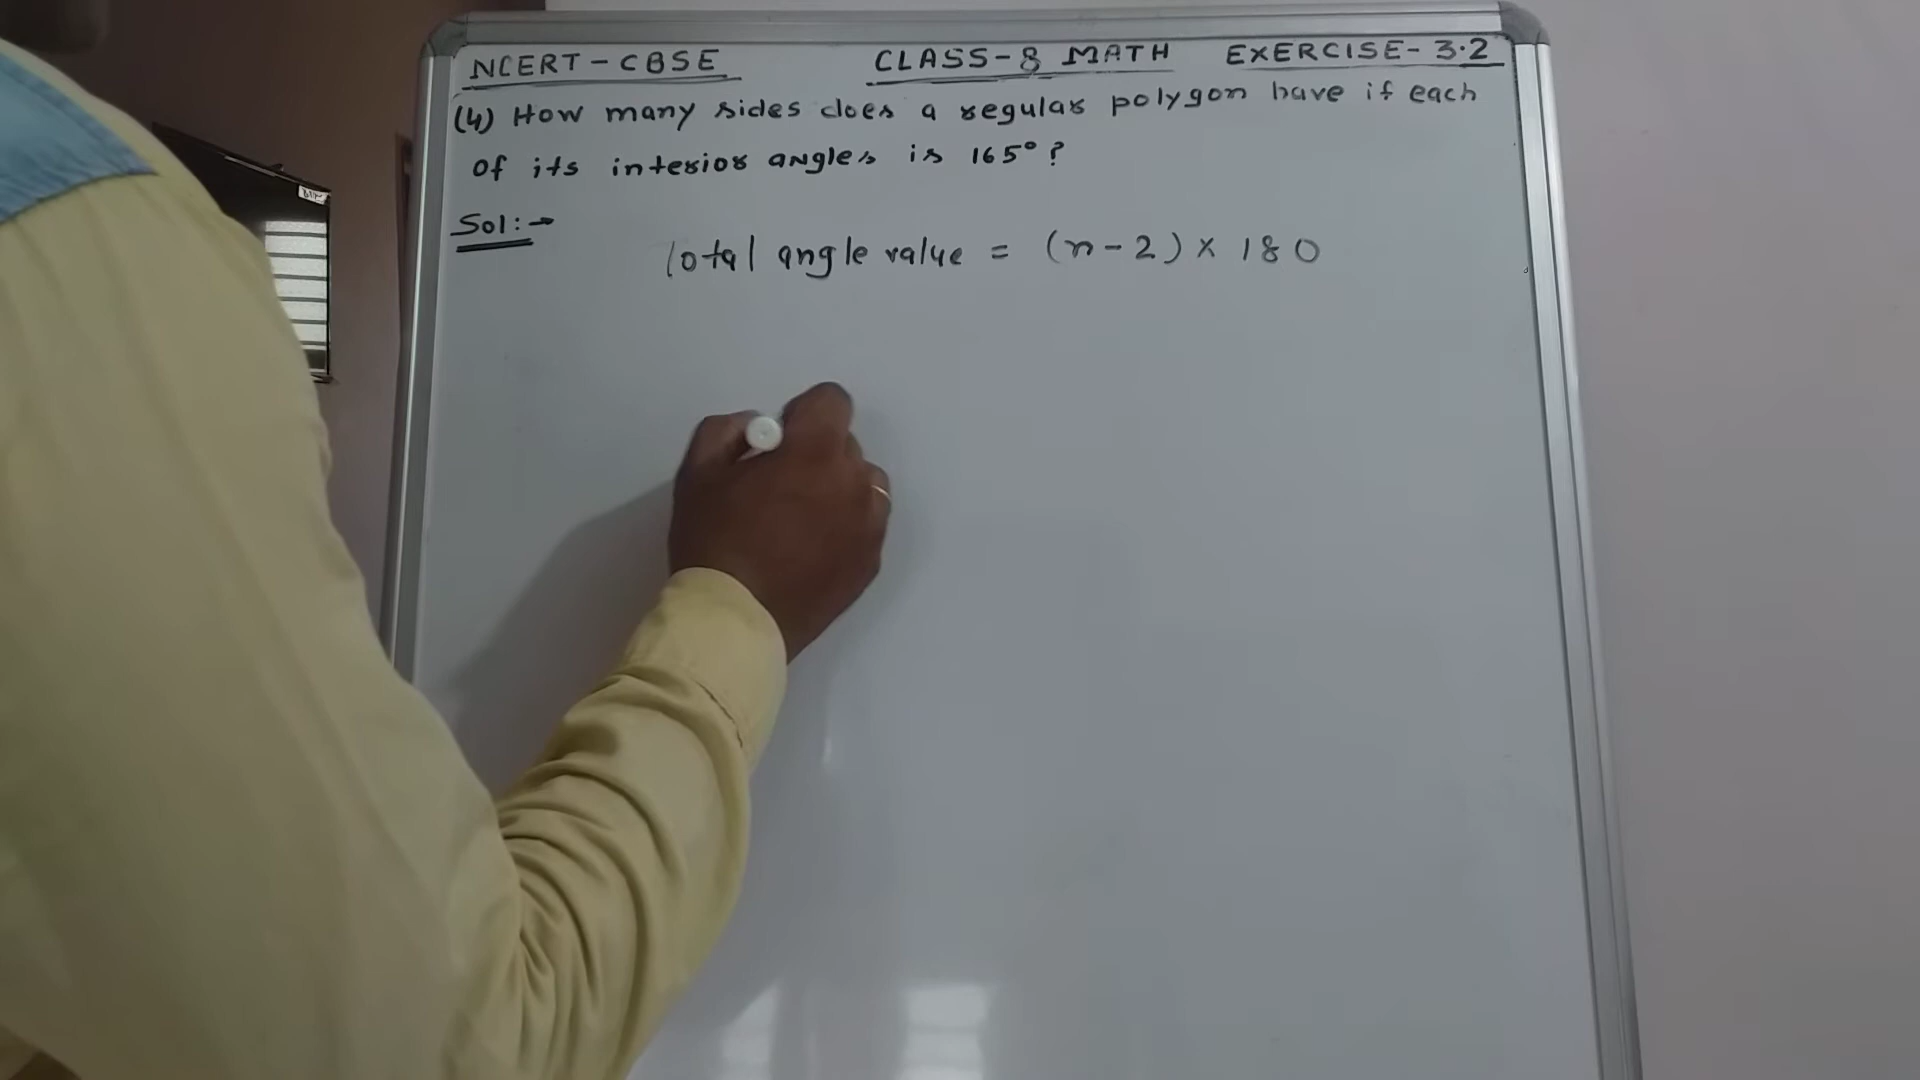 NCERT - CBSE CLASS-8 MATH EXERCISE-3.2
(4) How many sides does a regular polygon have if each
of its interior angles is 165°?
Sol:→
Total angle value = (n-2)×180